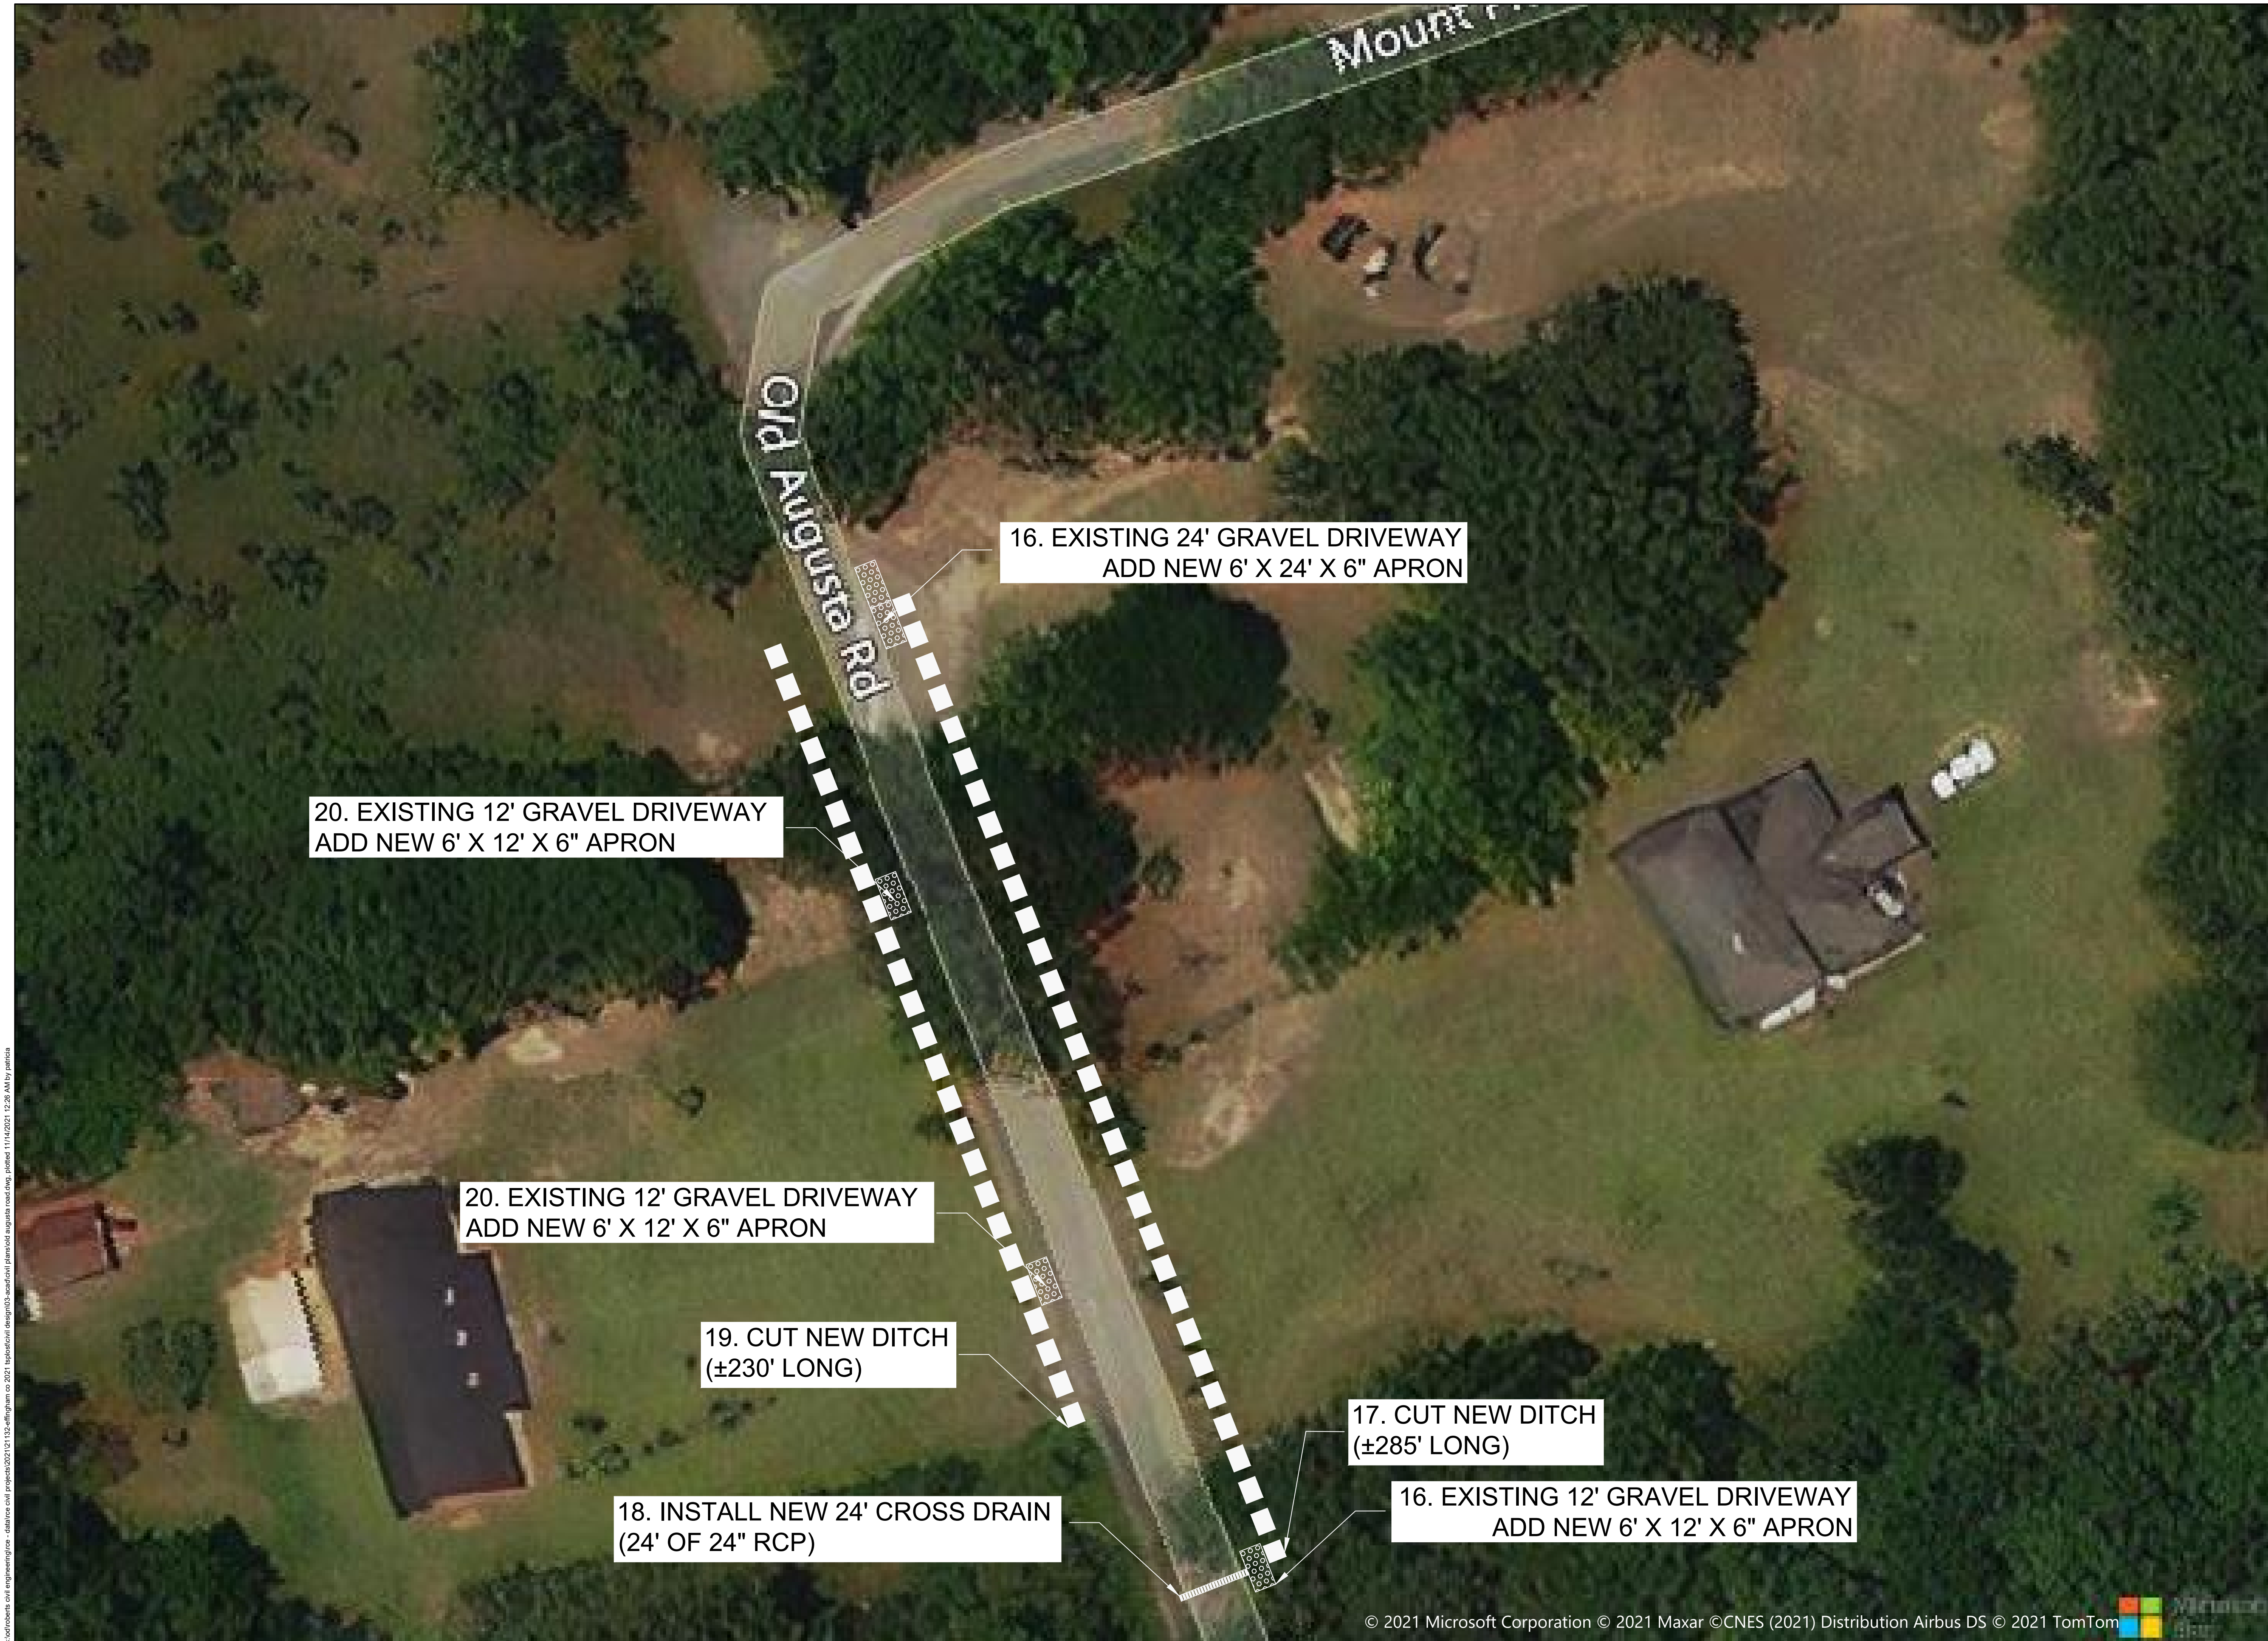 Mount
Old Augusta Rd
16. EXISTING 24' GRAVEL DRIVEWAY
ADD NEW 6' X 24' X 6" APRON
20. EXISTING 12' GRAVEL DRIVEWAY
ADD NEW 6' X 12' X 6" APRON
20. EXISTING 12' GRAVEL DRIVEWAY
ADD NEW 6' X 12' X 6" APRON
19. CUT NEW DITCH
(±230' LONG)
17. CUT NEW DITCH
(±285' LONG)
16. EXISTING 12' GRAVEL DRIVEWAY
ADD NEW 6' X 12' X 6" APRON
18. INSTALL NEW 24' CROSS DRAIN
(24' OF 24" RCP)
© 2021 Microsoft Corporation © 2021 Maxar ©CNES (2021) Distribution Airbus DS © 2021 TomTom